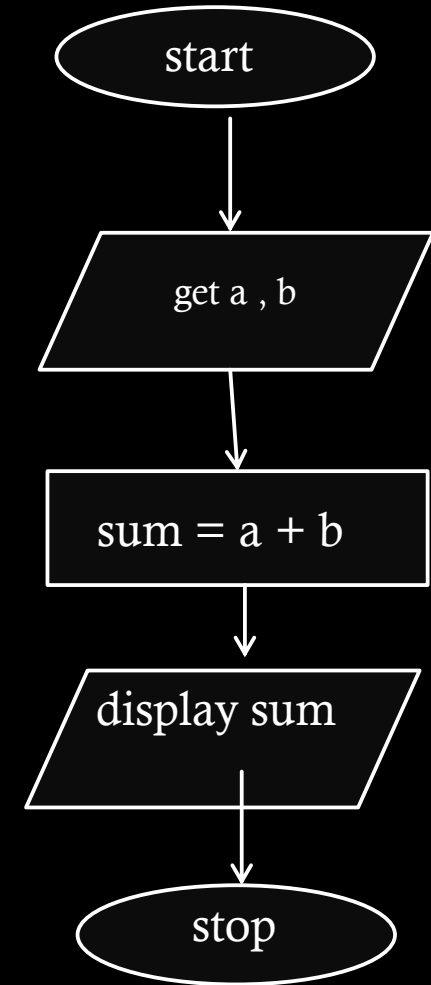 start
get a , b
sum = a + b
display sum
stop